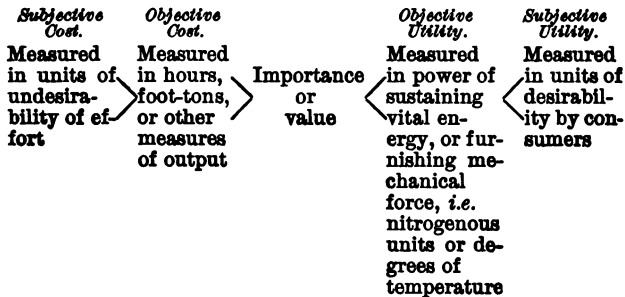 Subjective
Cost.
Measured
in units of
undesira-
bility of ef-
fort
Objective
Cost.
Measured
in hours,
foot-tons,
or other
measures
of output
Importance
or
value
Objective
Utility.
Measured
in power of
sustaining
vital en-
ergy, or fur-
nishing me-
chanical
force, i.e.
nitrogenous
units or de-
grees of
temperature
Subjective
Utility.
Measured
in units of
desirabil-
ity by con-
sumers